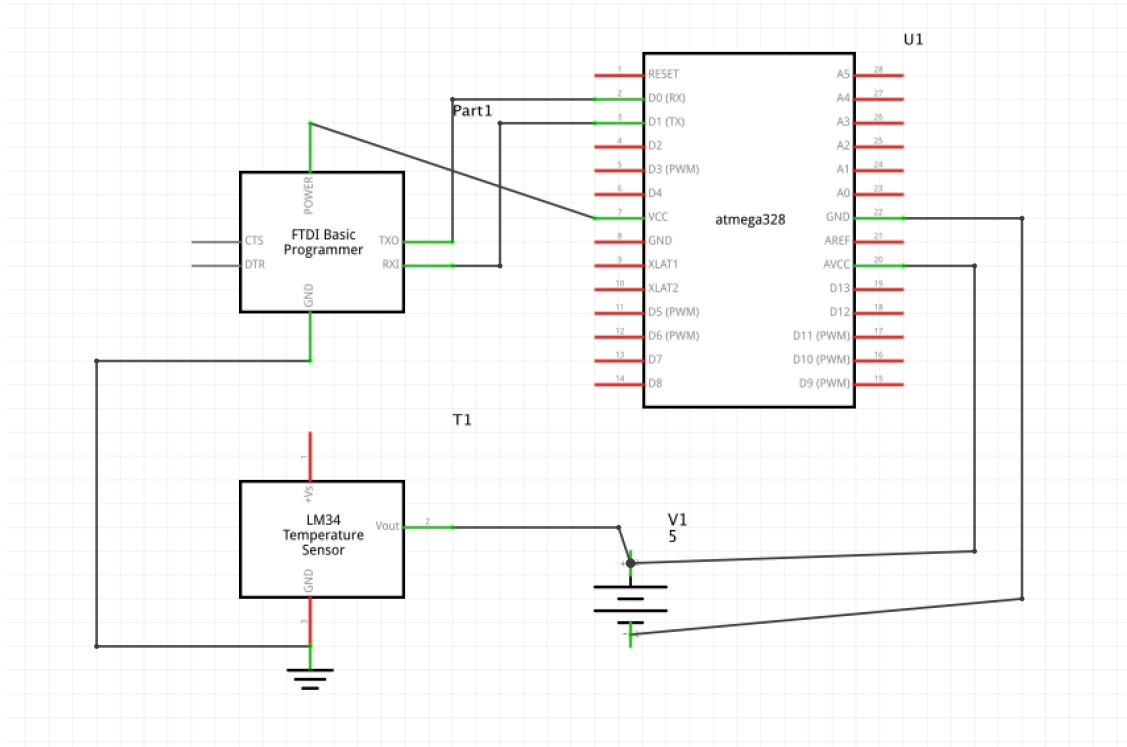 U1
Part1
POWER
CTS
DTR
FTDI Basic
Programmer
TXO
RXI
GND
1 RESET
2 D0 (RX)
3 D1 (TX)
4 D2
5 D3 (PWM)
6 D4
7 VCC
8 GND
9 XLAT1
10 XLAT2
11 D5 (PWM)
12 D6 (PWM)
13 D7
14 D8
atmega328
A5 28
A4 27
A3 26
A2 25
A1 24
A0 23
GND 22
AREF 21
AVCC 20
D13 19
D12 18
D11 (PWM) 17
D10 (PWM) 16
D9 (PWM) 15
T1
1
+Vs
LM34
Temperature
Sensor
Vout 2
GND
3
V1
5
+
-